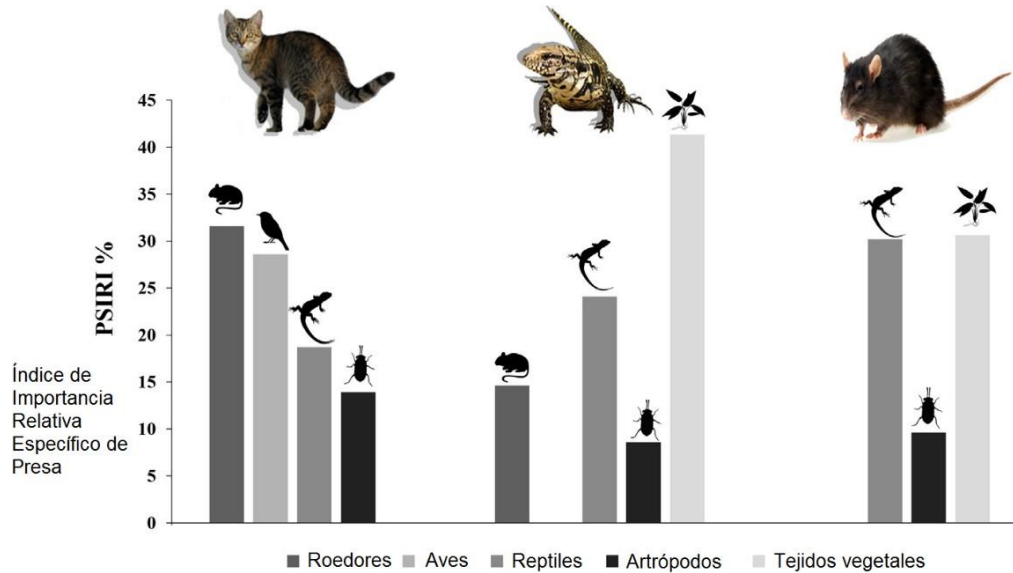 45
40
35
30
25
20
15
10
5
0
PSIRI %
Índice de
Importancia
Relativa
Específico de
Presa
Roedores Aves Reptiles Artrópodos Tejidos vegetales